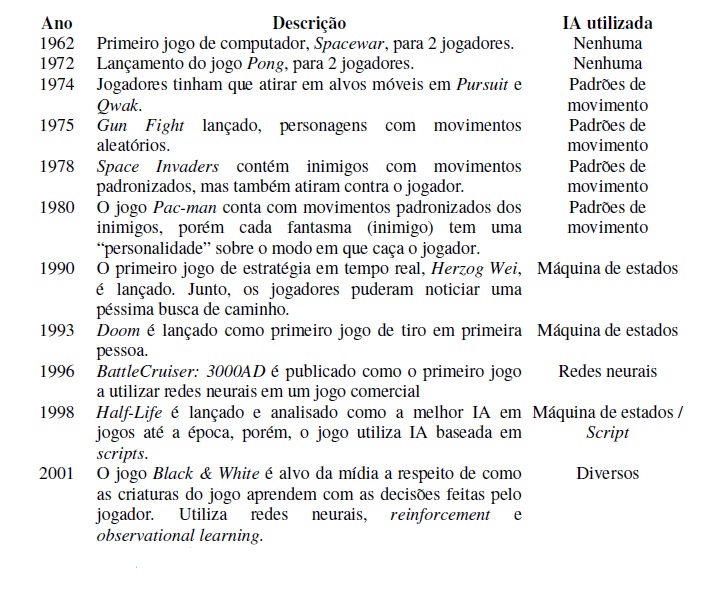 Ano Descrição IA utilizada
1962 Primeiro jogo de computador, Spacewar, para 2 jogadores. Nenhuma
1972 Lançamento do jogo Pong, para 2 jogadores. Nenhuma
1974 Jogadores tinham que atirar em alvos móveis em Pursuit e Padrões de
Qwak. movimento
1975 Gun Fight lançado, personagens com movimentos Padrões de
aleatórios. movimento
1978 Space Invaders contém inimigos com movimentos Padrões de
padronizados, mas também atiram contra o jogador. movimento
1980 O jogo Pac-man conta com movimentos padronizados dos Padrões de
inimigos, porém cada fantasma (inimigo) tem uma movimento
“personalidade” sobre o modo em que caça o jogador.
1990 O primeiro jogo de estratégia em tempo real, Herzog Wei, Máquina de estados
é lançado. Junto, os jogadores puderam noticiar uma
péssima busca de caminho.
1993 Doom é lançado como primeiro jogo de tiro em primeira Máquina de estados
pessoa.
1996 BattleCruiser: 3000AD é publicado como o primeiro jogo Redes neurais
a utilizar redes neurais em um jogo comercial
1998 Half-Life é lançado e analisado como a melhor IA em Máquina de estados /
jogos até a época, porém, o jogo utiliza IA baseada em Script
scripts.
2001 O jogo Black & White é alvo da mídia a respeito de como Diversos
as criaturas do jogo aprendem com as decisões feitas pelo
jogador. Utiliza redes neurais, reinforcement e
observational learning.